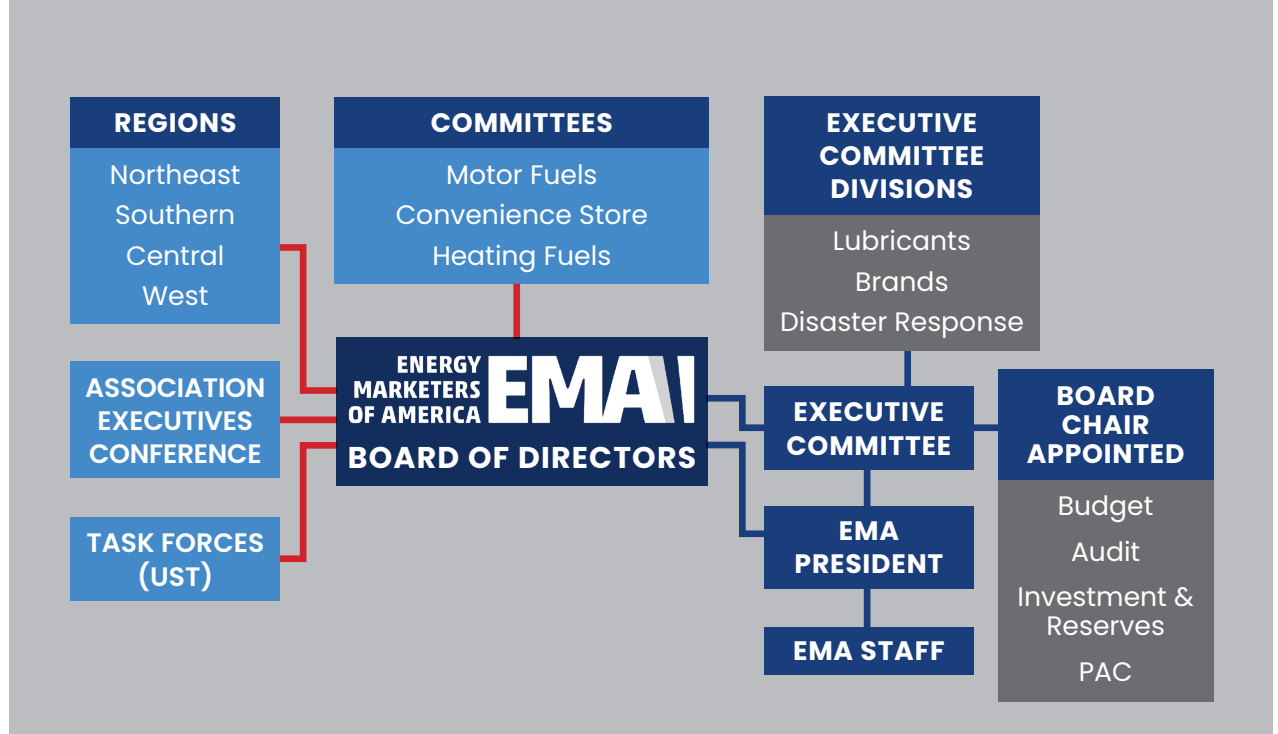 REGIONS
Northeast
Southern
Central
West
COMMITTEES
Motor Fuels
Convenience Store
Heating Fuels
EXECUTIVE
COMMITTEE
DIVISIONS
Lubricants
Brands
Disaster Response
ASSOCIATION
EXECUTIVES
CONFERENCE
TASK FORCES
(UST)
ENERGY
MARKETERS
OF AMERICA
EMA
BOARD OF DIRECTORS
EXECUTIVE
COMMITTEE
EMA
PRESIDENT
EMA STAFF
BOARD
CHAIR
APPOINTED
Budget
Audit
Investment &
Reserves
PAC